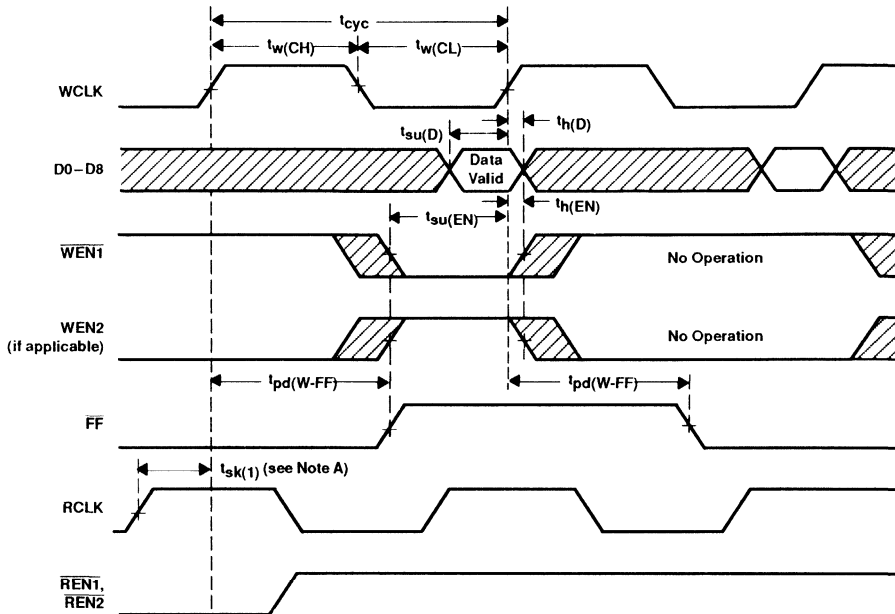 tcyc
tw(CH)
tw(CL)
WCLK
tsu(D)
th(D)
D0–D8
Data
Valid
tsu(EN)
th(EN)
WEN1
No Operation
WEN2
(if applicable)
No Operation
tpd(W-FF)
tpd(W-FF)
FF
tsk(1) (see Note A)
RCLK
REN1,
REN2